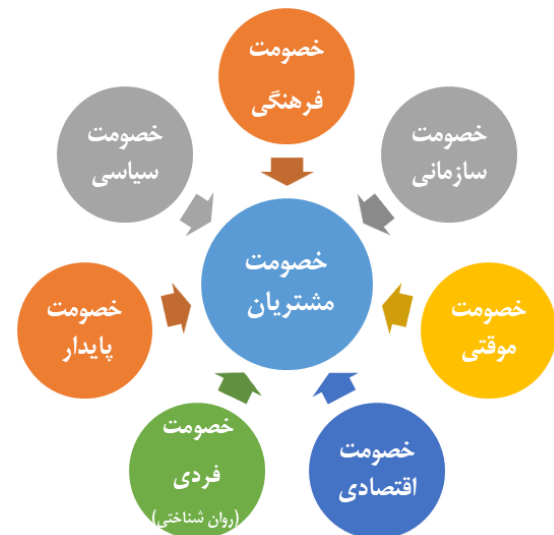 خصومت
فرهنگی
خصومت
سازمانی
خصومت
موقتی
خصومت
اقتصادی
خصومت
فردی
(روان شناختی)
خصومت
پایدار
خصومت
سیاسی
خصومت
مشتریان